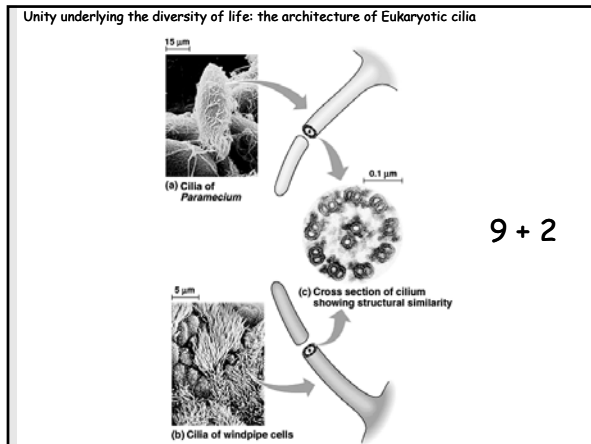 Unity underlying the diversity of life: the architecture of Eukaryotic cilia
15 µm
(a) Cilia of
Paramecium
0.1 µm
9 + 2
(c) Cross section of cilium
showing structural similarity
5 µm
(b) Cilia of windpipe cells